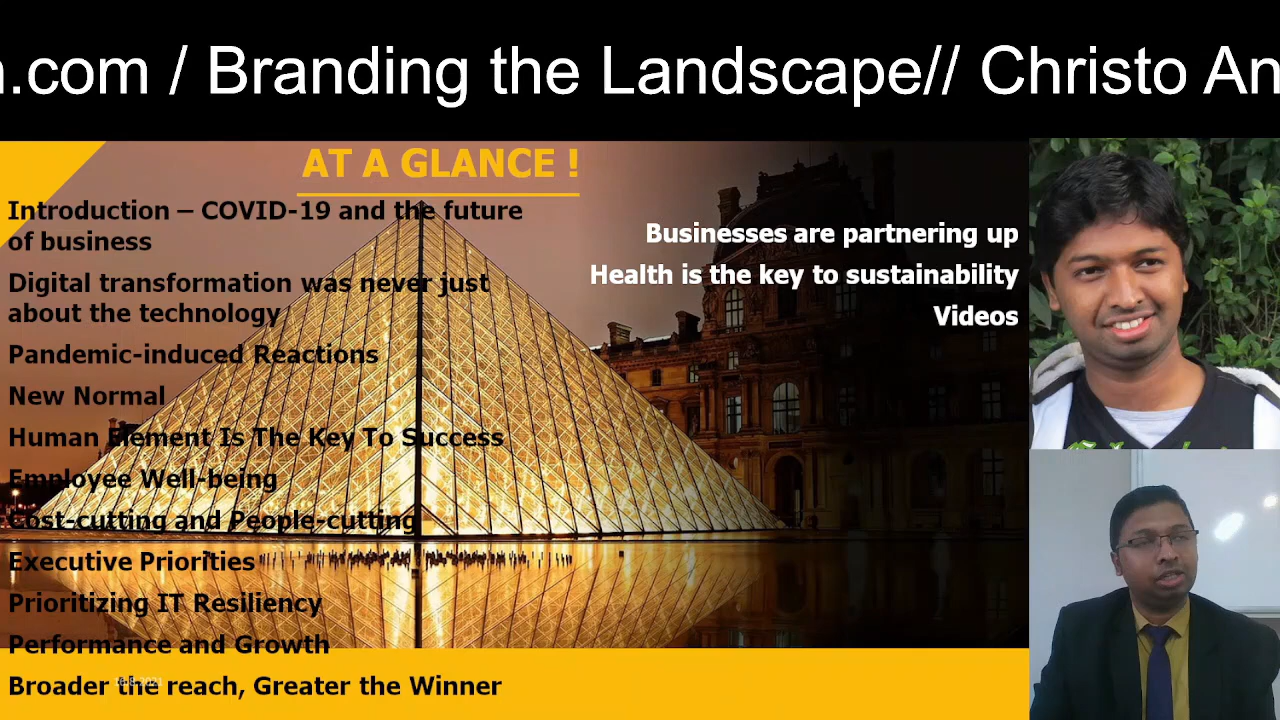 .com / Branding the Landscape// Christo An
AT A GLANCE !
Introduction – COVID-19 and the future
of business
Digital transformation was never just
about the technology
Pandemic-induced Reactions
New Normal
Human Element Is The Key To Success
Employee Well-being
Cost-cutting and People-cutting
Executive Priorities
Prioritizing IT Resiliency
Performance and Growth
Broader the reach, Greater the Winner
Businesses are partnering up
Health is the key to sustainability
Videos